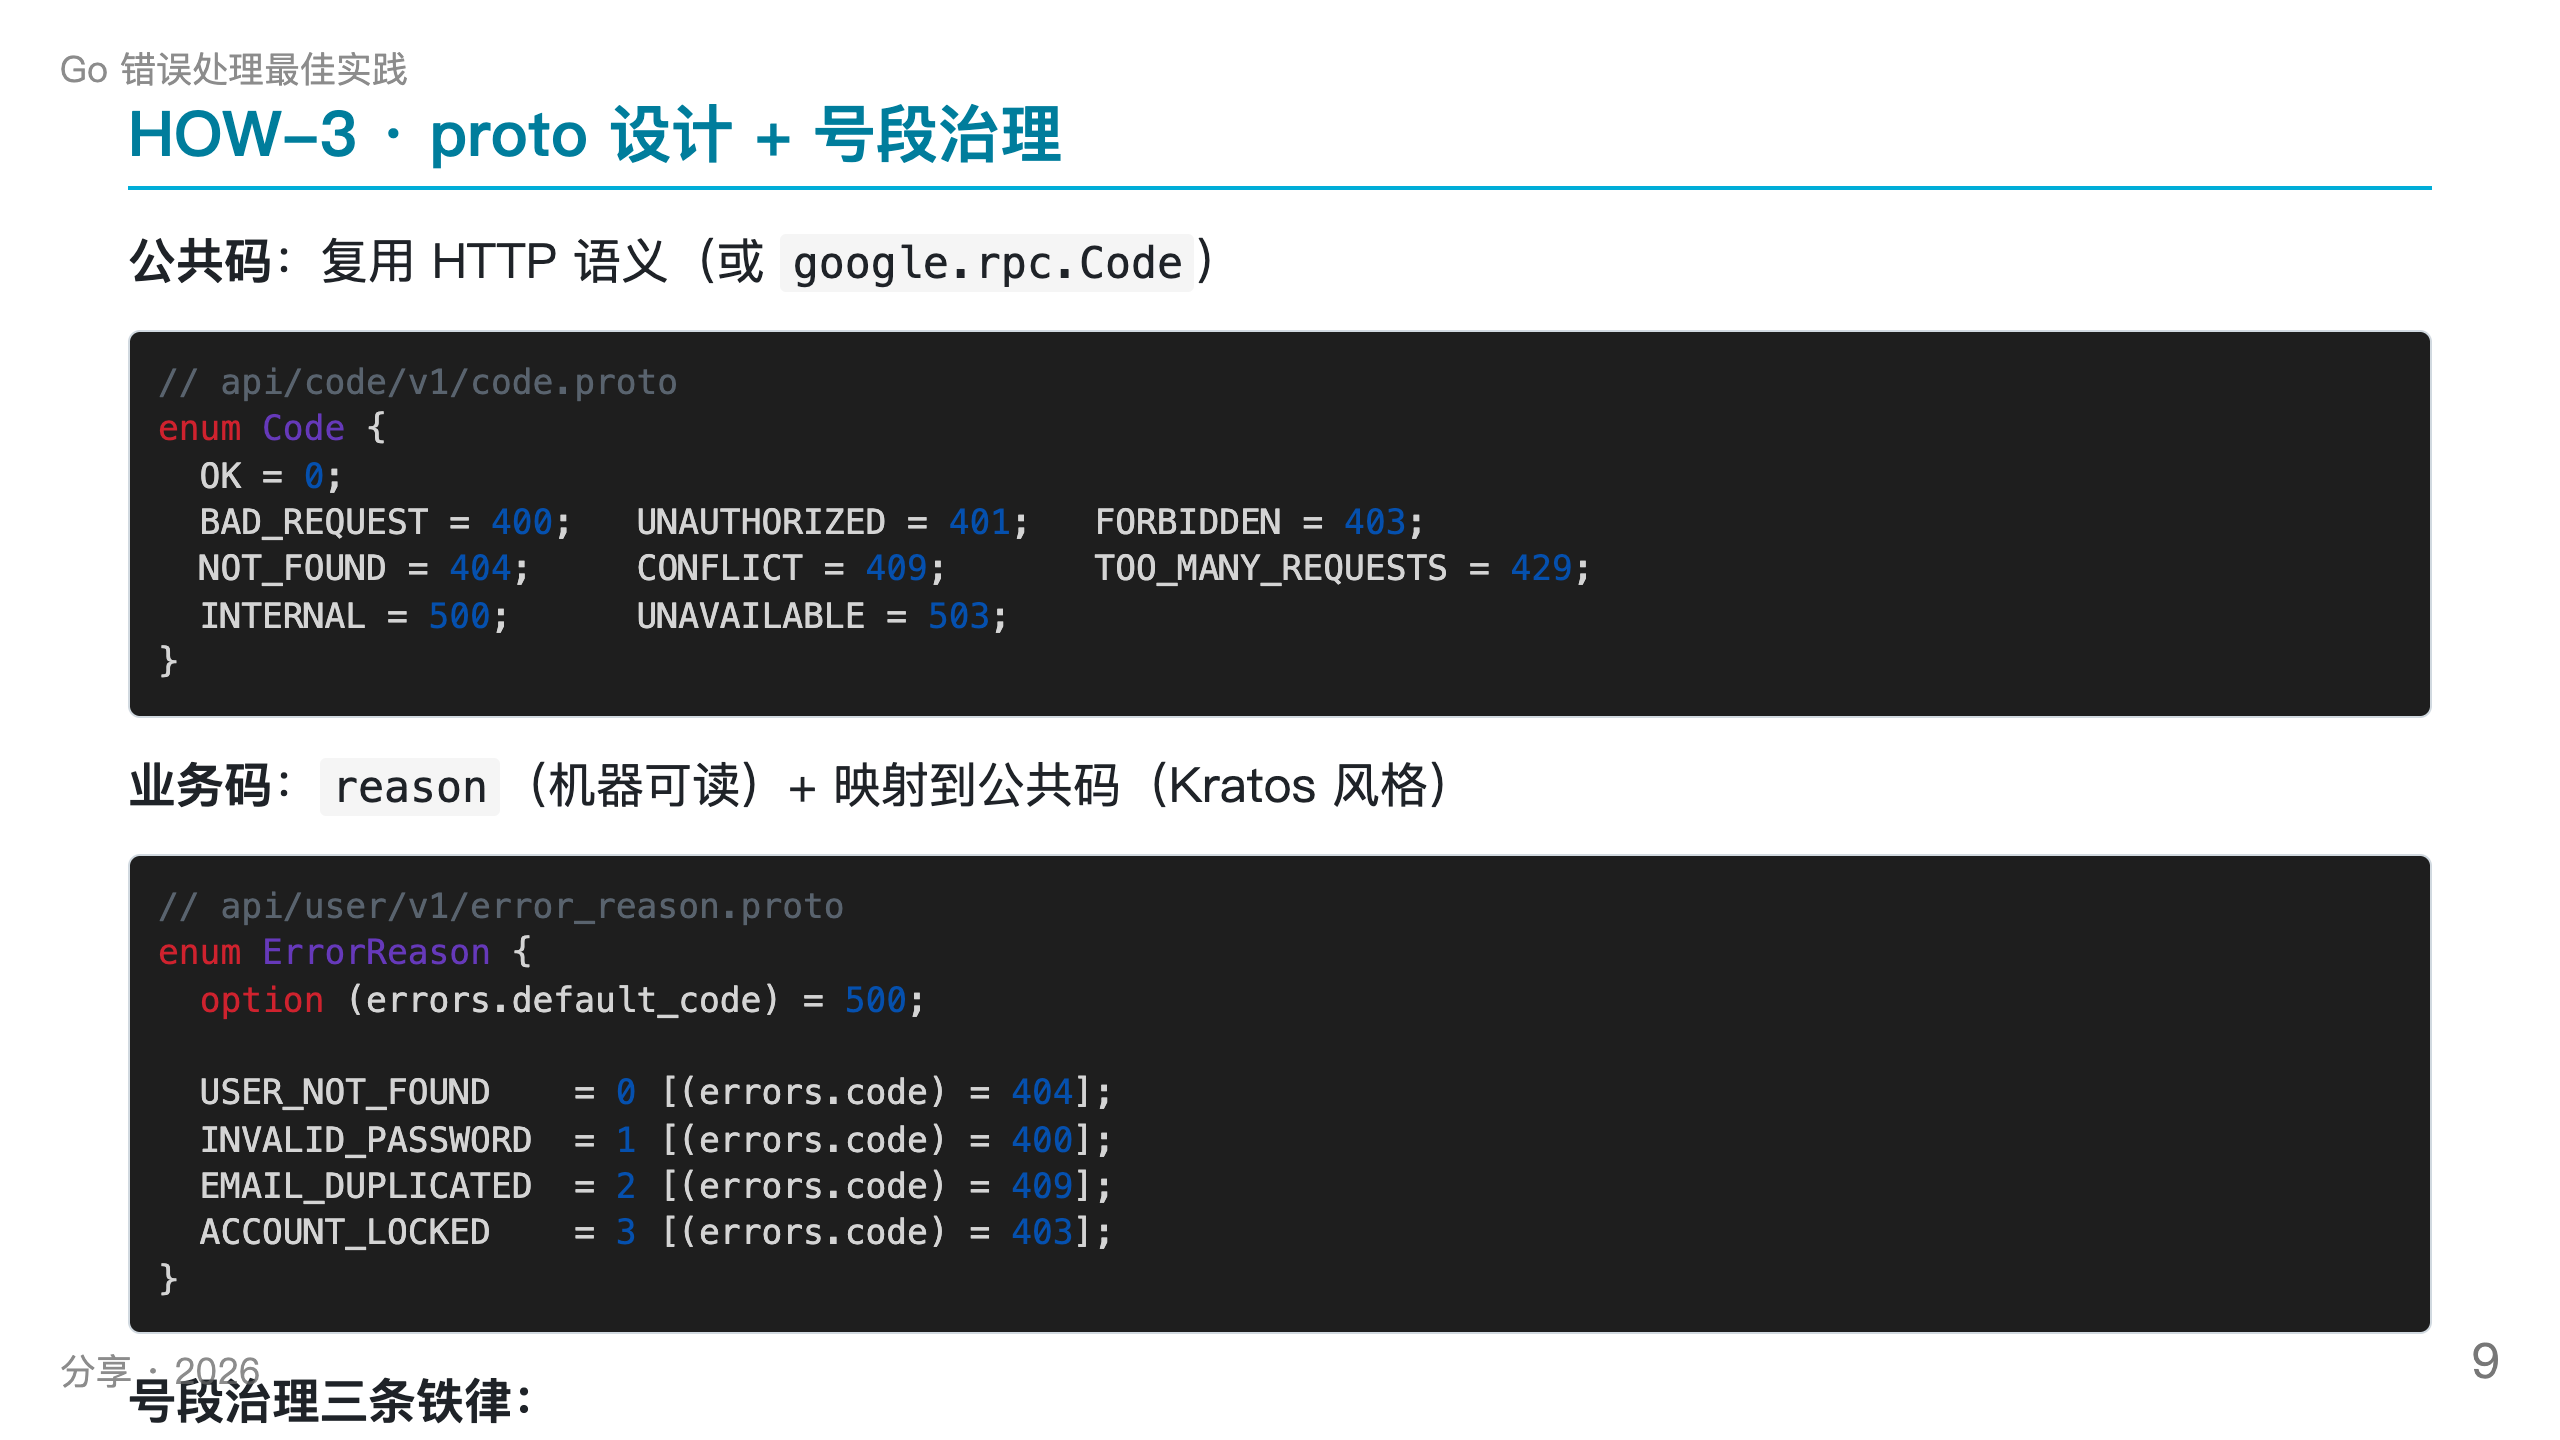 Go 错误处理最佳实践
HOW–3 · proto 设计 + 号段治理
公共码：复用 HTTP 语义（或 google.rpc.Code）
// api/code/v1/code.proto
enum Code {
  OK = 0;
  BAD_REQUEST = 400;   UNAUTHORIZED = 401;   FORBIDDEN = 403;
  NOT_FOUND = 404;     CONFLICT = 409;       TOO_MANY_REQUESTS = 429;
  INTERNAL = 500;      UNAVAILABLE = 503;
}
业务码：reason（机器可读）+ 映射到公共码（Kratos 风格）
// api/user/v1/error_reason.proto
enum ErrorReason {
  option (errors.default_code) = 500;
  USER_NOT_FOUND    = 0 [(errors.code) = 404];
  INVALID_PASSWORD  = 1 [(errors.code) = 400];
  EMAIL_DUPLICATED  = 2 [(errors.code) = 409];
  ACCOUNT_LOCKED    = 3 [(errors.code) = 403];
}
分享 · 2026
9
号段治理三条铁律：